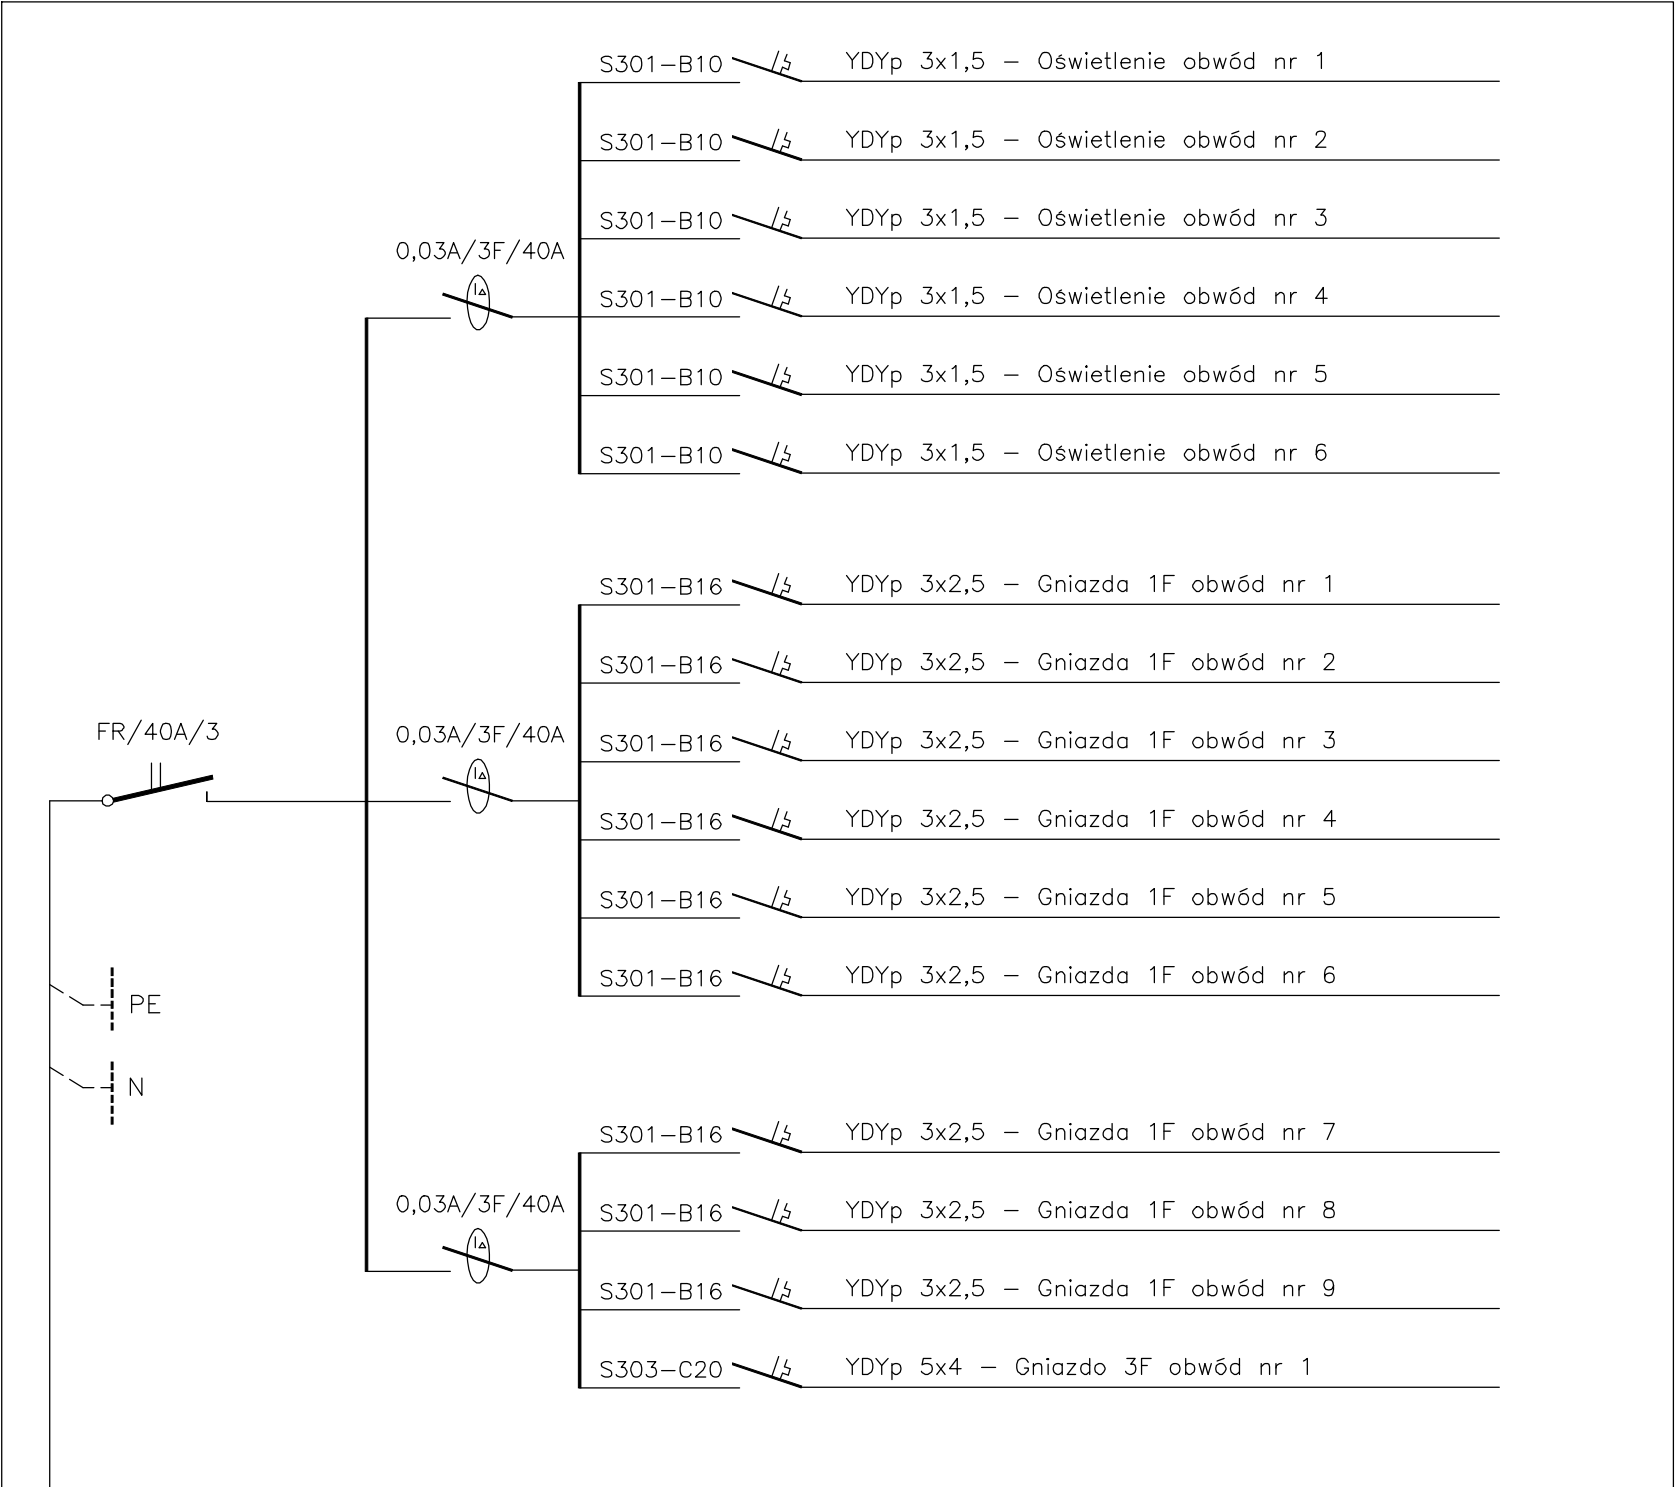 S301-B10 YDYp 3x1,5 - Oświetlenie obwód nr 1
S301-B10 YDYp 3x1,5 - Oświetlenie obwód nr 2
S301-B10 YDYp 3x1,5 - Oświetlenie obwód nr 3
0,03A/3F/40A
I∆
S301-B10 YDYp 3x1,5 - Oświetlenie obwód nr 4
S301-B10 YDYp 3x1,5 - Oświetlenie obwód nr 5
S301-B10 YDYp 3x1,5 - Oświetlenie obwód nr 6
S301-B16 YDYp 3x2,5 - Gniazda 1F obwód nr 1
S301-B16 YDYp 3x2,5 - Gniazda 1F obwód nr 2
FR/40A/3
0,03A/3F/40A
I∆
S301-B16 YDYp 3x2,5 - Gniazda 1F obwód nr 3
S301-B16 YDYp 3x2,5 - Gniazda 1F obwód nr 4
S301-B16 YDYp 3x2,5 - Gniazda 1F obwód nr 5
S301-B16 YDYp 3x2,5 - Gniazda 1F obwód nr 6
PE
N
S301-B16 YDYp 3x2,5 - Gniazda 1F obwód nr 7
0,03A/3F/40A
I∆
S301-B16 YDYp 3x2,5 - Gniazda 1F obwód nr 8
S301-B16 YDYp 3x2,5 - Gniazda 1F obwód nr 9
S303-C20 YDYp 5x4 - Gniazdo 3F obwód nr 1